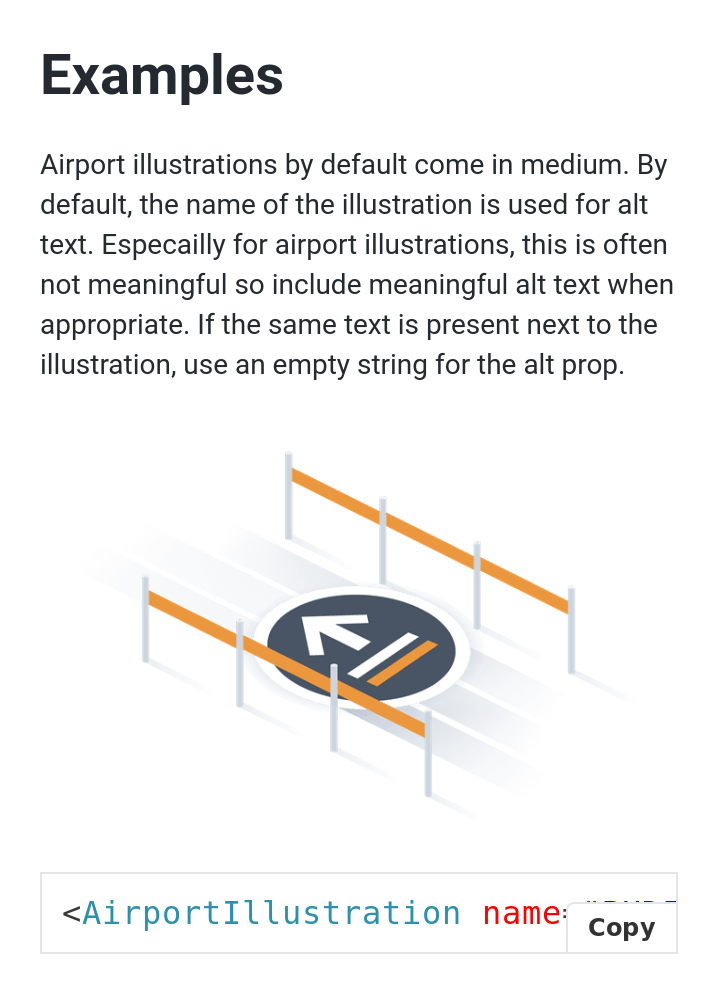 Examples
Airport illustrations by default come in medium. By
default, the name of the illustration is used for alt
text. Especailly for airport illustrations, this is often
not meaningful so include meaningful alt text when
appropriate. If the same text is present next to the
illustration, use an empty string for the alt prop.
<AirportIllustration name=
Copy